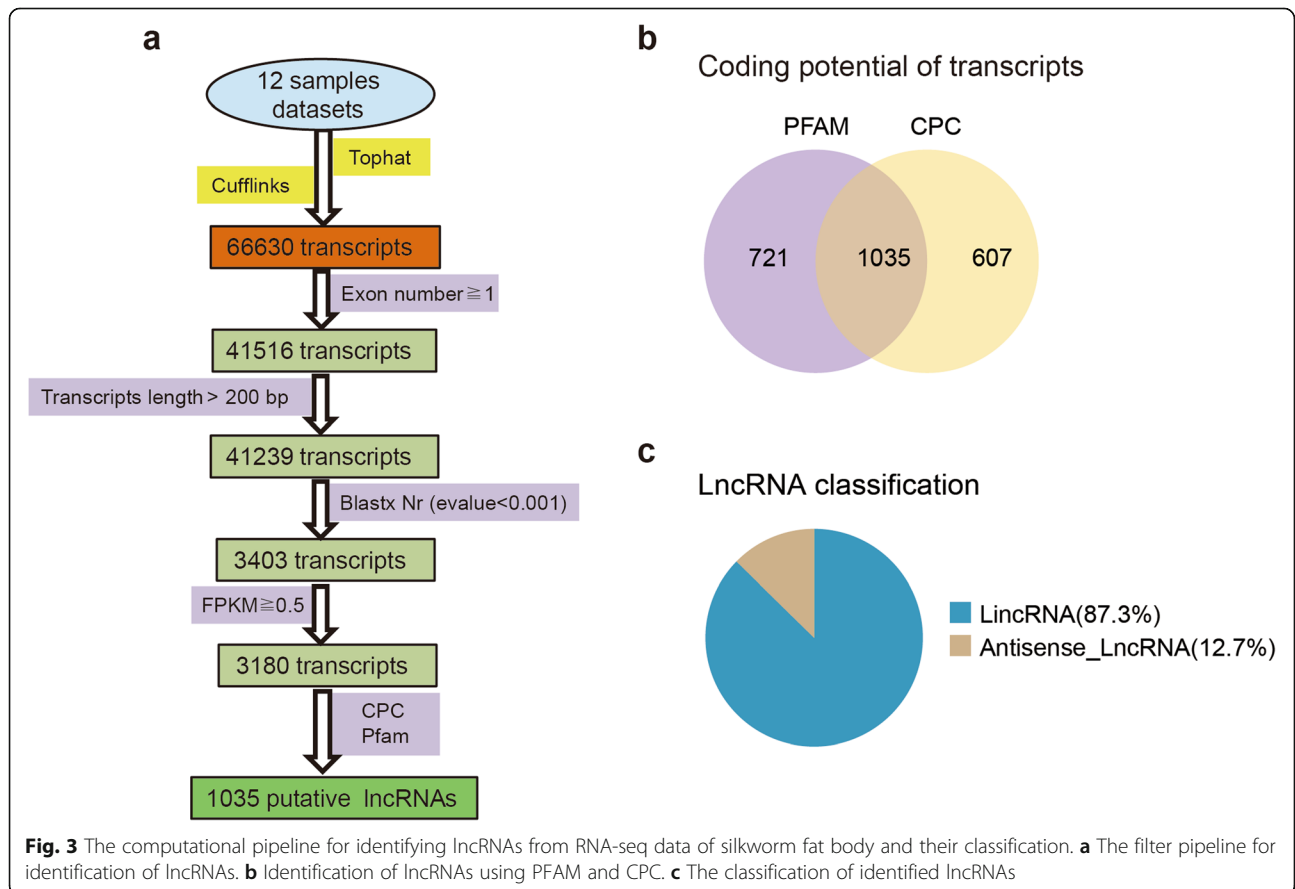 a
12 samples
datasets
Tophat
Cufflinks
66630 transcripts
Exon number≧1
41516 transcripts
Transcripts length > 200 bp
41239 transcripts
Blastx Nr (evalue<0.001)
3403 transcripts
FPKM≧0.5
3180 transcripts
CPC
Pfam
1035 putative lncRNAs
b
Coding potential of transcripts
PFAM CPC
721 1035 607
c
LncRNA classification
LincRNA(87.3%)
Antisense_LncRNA(12.7%)
Fig. 3 The computational pipeline for identifying lncRNAs from RNA-seq data of silkworm fat body and their classification. a The filter pipeline for
identification of lncRNAs. b Identification of lncRNAs using PFAM and CPC. c The classification of identified lncRNAs